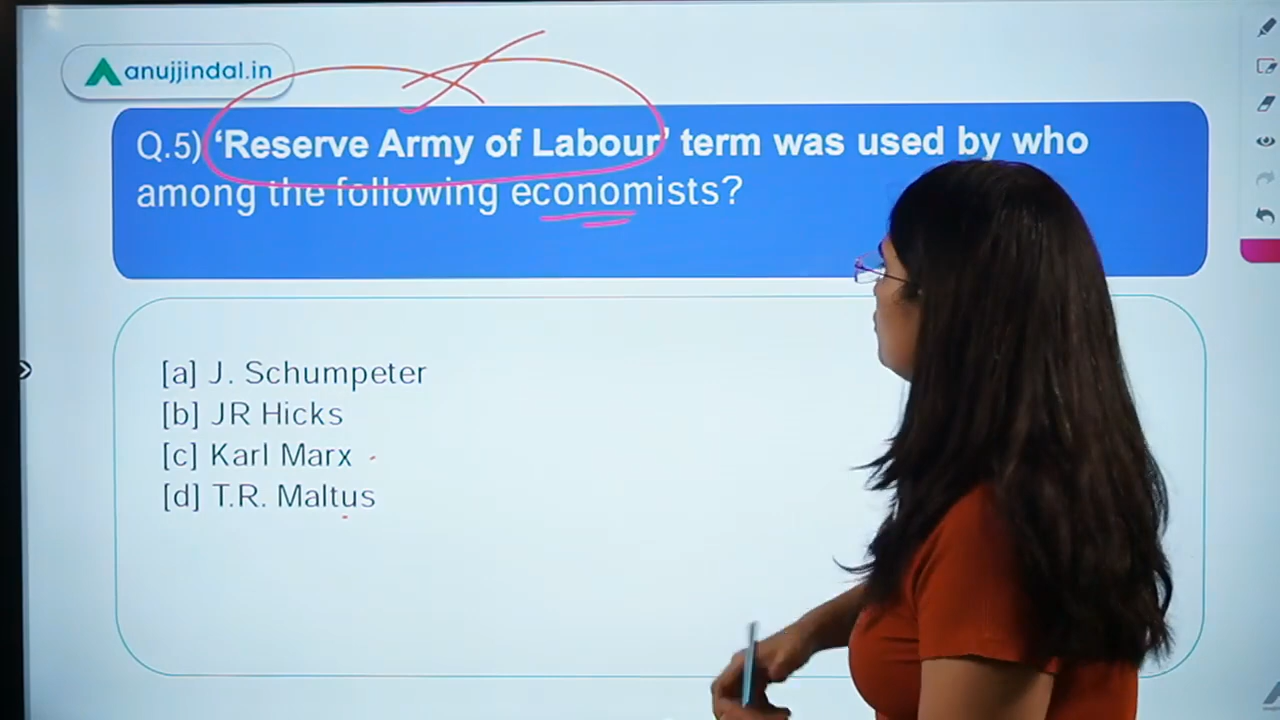 anujjindal.in
Q.5) ‘Reserve Army of Labour’ term was used by who
among the following economists?
[a] J. Schumpeter
[b] JR Hicks
[c] Karl Marx
[d] T.R. Maltus